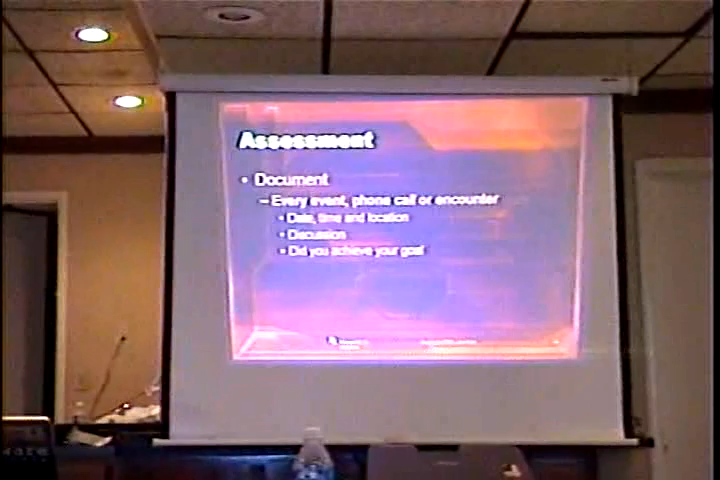 Assessment
• Document
– Every event, phone call or encounter
• Date, time and location
• Discussion
• Did you achieve your goal